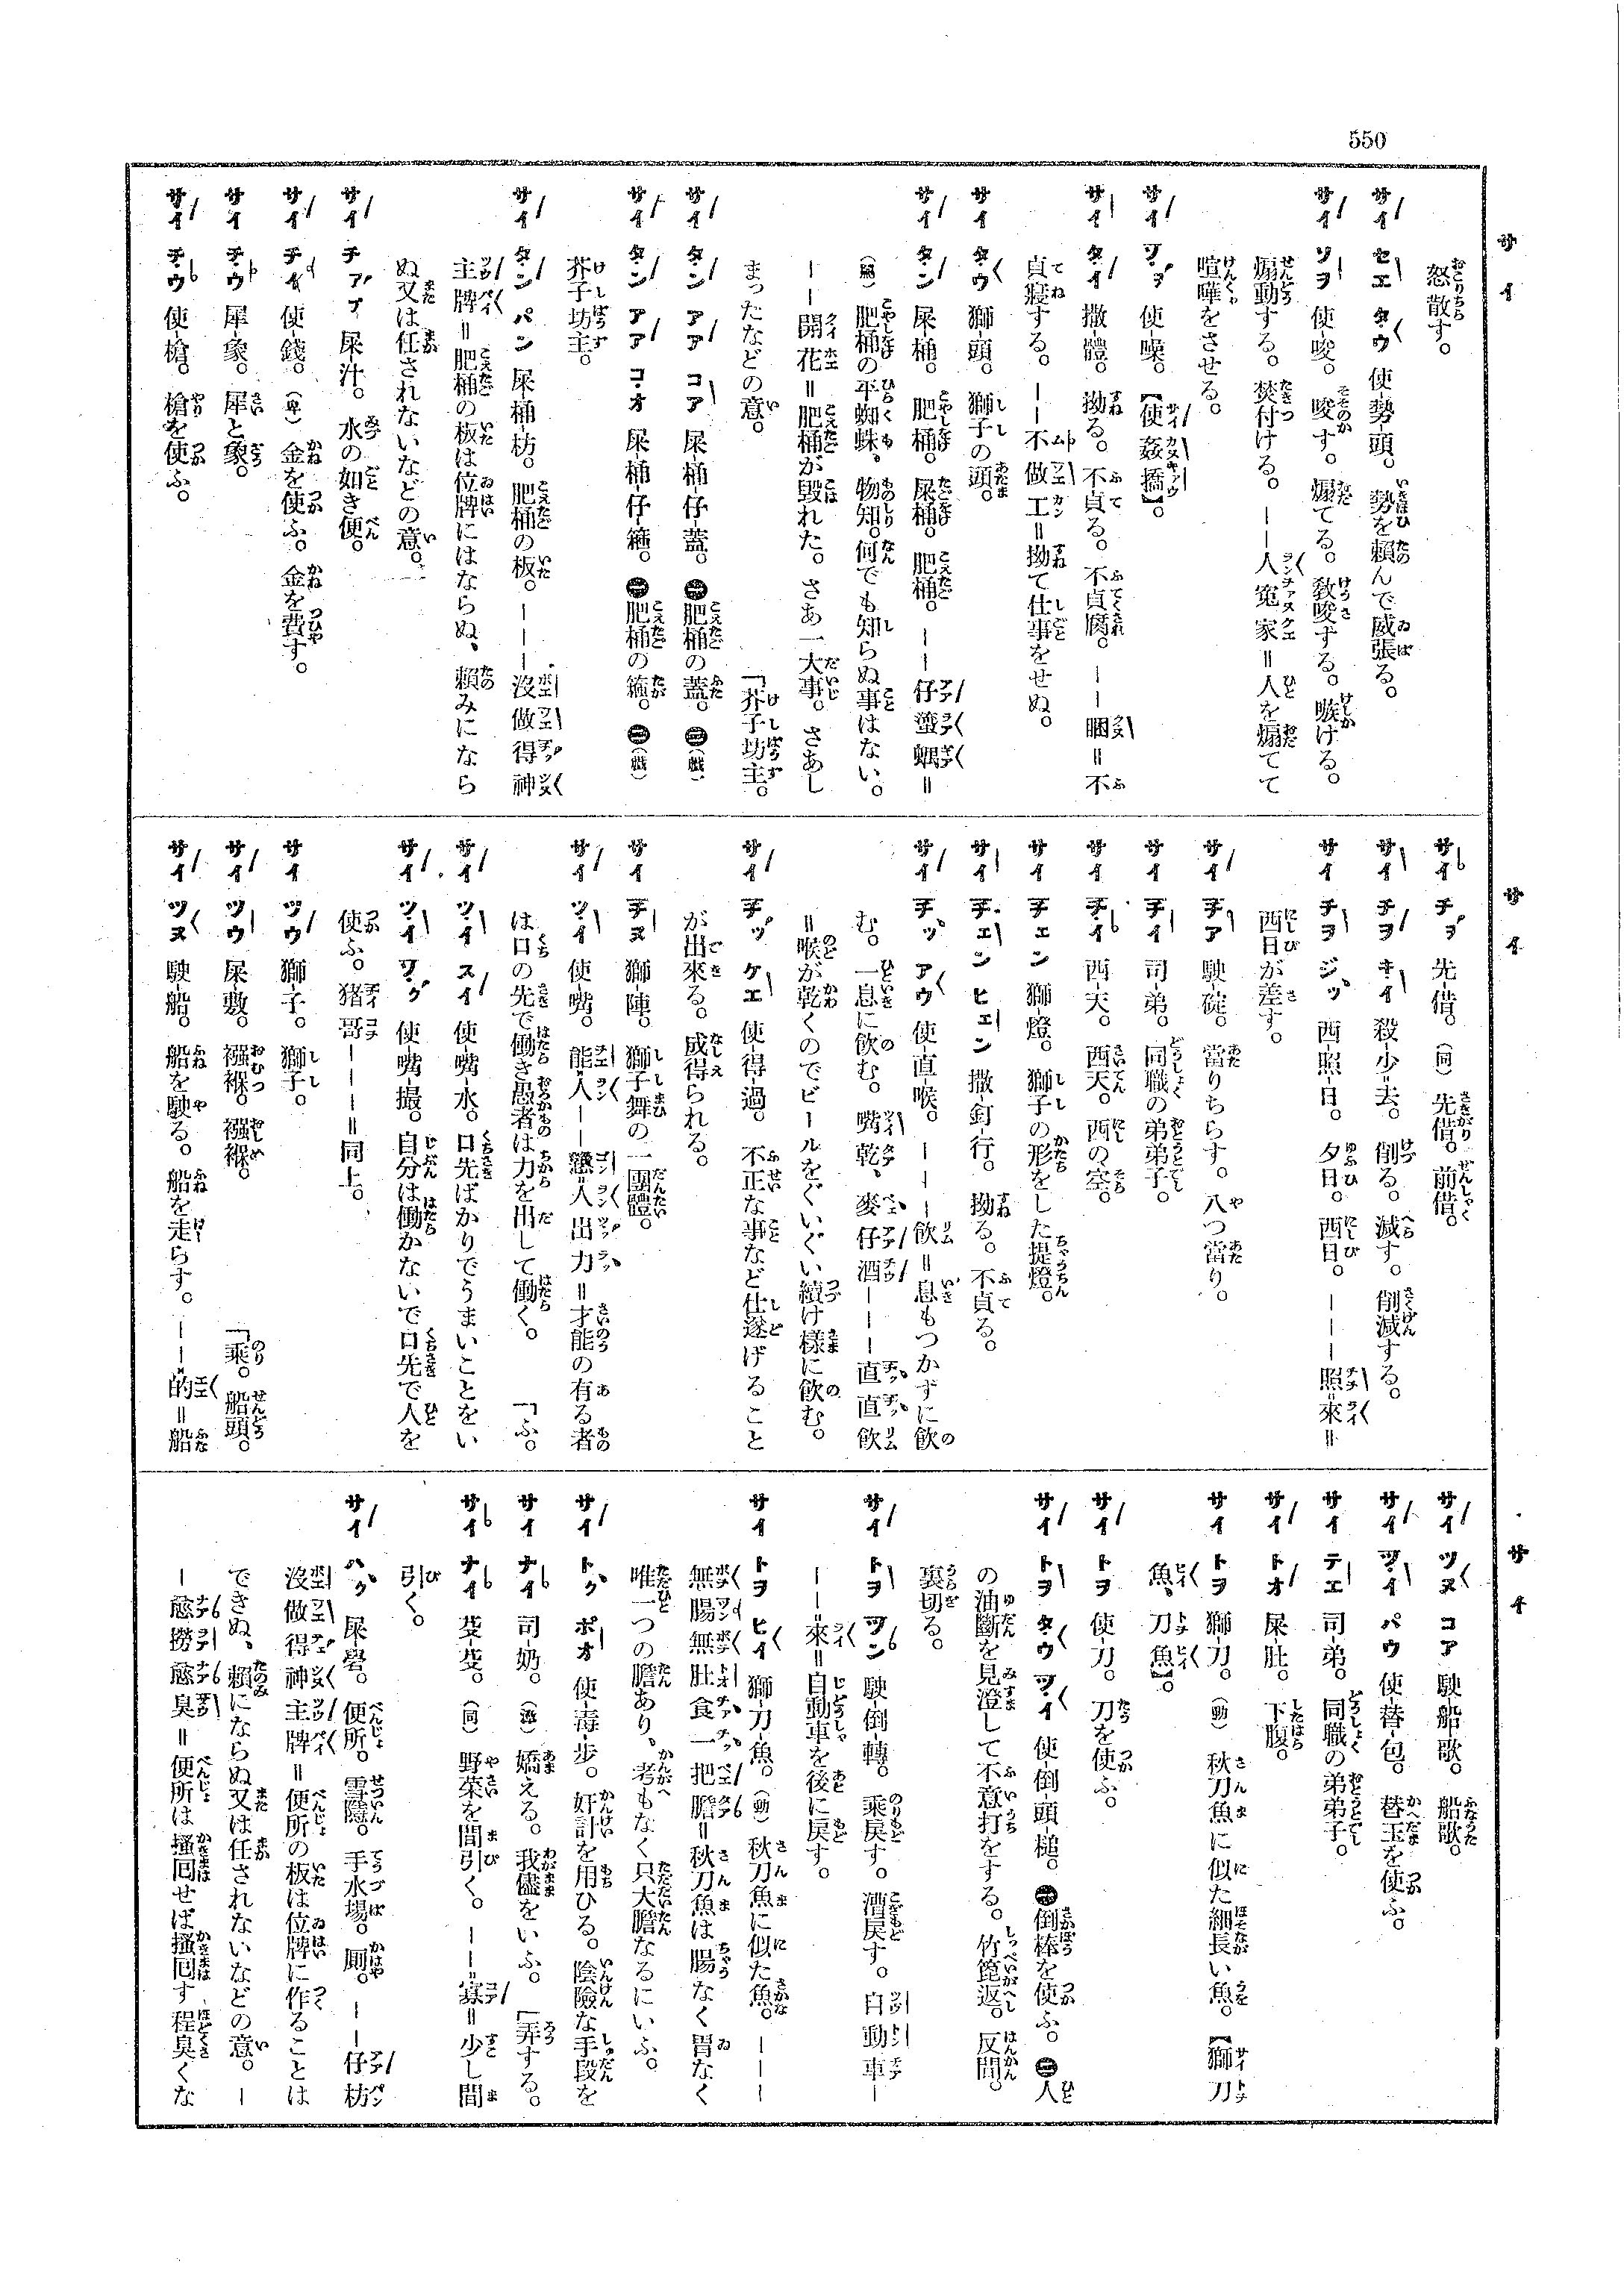 550
サイ
怒散す。
サイ セエ タウ 使-勢-頭。勢を賴んで威張る。
サイ ソヲ 使-唆。唆す。煽てる。敎唆する。嗾ける。
煽動する。焚付ける。――人寃家＝人を煽てて
喧嘩をさせる。
サイ ソヲ 使-噪。【使姦撟】。
サイ タイ 撒-體。拗る。不貞る。不貞腐。――睏＝不
貞寢する。――不做工＝拗て仕事をせぬ。
サイ タウ 獅-頭。獅子の頭。
サイ タン 屎-桶。肥桶。屎桶。肥桶。――仔蠻蜩＝
肥桶の平蜘蛛。物知。何でも知らぬ事はない。
――開花＝肥桶が毀れた。さあ一大事。さあし
まったなどの意。「芥子坊主。
サイ タン アア コア 屎-桶-仔-蓋。㊀肥桶の蓋。㊁(戲)
サイ タン アア コオ 屎-桶-仔-箍。㊀肥桶の箍。㊁(戲)
芥子坊主。
サイ タン パン 屎-桶-枋。肥桶の板。―――沒做得神
主牌＝肥桶の板は位牌にはならぬ、賴みになら
ぬ又は任されないなどの意。
サイ チアプ 屎-汁。水の如き便。
サイ チイ 使-錢。(卑)金を使ふ。金を費す。
サイ チウ 犀-象。犀と象。
サイ チウ 使-槍。槍を使ふ。
サイ
サイ チヲ 先-借。(同)先借。前借。
サイ チヲ キイ 殺-少=去。削る。減す。削減する。
サイ チヲ ジッ 西-照-日。夕日。西日。―――照=來＝
西日が差す。
サイ チア 駛-碇。當りちらす。八つ當り。
サイ チイ 司-弟。同職の弟弟子。
サイ チイ 西-天。西天。西の空。
サイ チェン 獅-燈。獅子の形をした提燈。
サイ チェン ヒェン 撒-釘-行。拗る。不貞る。
サイ チッ アウ 使-直-喉。―――飮＝息もつかずに飮
む。一息に飮む。嘴乾、麥仔酒―――直直飮
＝喉が乾くのでビールをぐいぐい續け樣に飮む。
サイ チッ ケエ 使-得-過。不正な事など仕遂げること
が出來る。成得られる。
サイ チヌ 獅-陣。獅子舞の一團體。
サイ ツイ 使-嘴。能人――戇人出力＝才能の有る者
は口の先で働き愚者は力を出して働く。「ふ。
サイ ツイ スイ 使-嘴-水。口先ばかりでうまいことをい
サイ ツイ ソク 使-嘴-撮。自分は働かないで口先で人を
使ふ。猪哥―――＝同上。
サイ ヅウ 獅-子。獅子。
サイ ヅウ 屎-敷。襁褓。襁褓。「乘。船頭。
サイ ツヌ 駛-船。船を駛る。船を走らす。――的＝船
サイ
サイ ツヌ コア 駛-船-歌。船歌。
サイ ツイ パウ 使-替-包。替玉を使ふ。
サイ テエ 司-弟。同職の弟弟子。
サイ トオ 屎-肚。下腹。
サイ トヲ 獅-刀。(動)秋刀魚に似た細長い魚。【獅刀
魚、刀魚】。
サイ トヲ 使-刀。刀を使ふ。
サイ トヲ タウ ツイ 使-倒-頭-槌。㊀倒棒を使ふ。㊁人
の油斷を見澄して不意打をする。竹箆返。反間。
裏切る。
サイ トヲ ツン 駛-倒-轉。乘戾す。漕戾す。自動車―
――=來＝自動車を後に戾す。
サイ トヲ ヒイ 獅-刀-魚。(動)秋刀魚に似た魚。―――
無腸無肚食一把膽＝秋刀魚は腸なく胃なく
唯一つの膽あり、考もなく只大膽なるにいふ。
サイ トク ポオ 使-毒-步。奸計を用ひる。陰險な手段を
サイ ナイ 司-奶。嬌える。我儘をいふ。「弄する。
(同)野菜を間引く。――=寡＝少し間
引く。
サイ ハク 屎-礐。便所。雪隱。手水場。厠。――仔枋
沒做得神主牌＝便所の板は位牌に作ることは
できぬ、賴にならぬ又は任されないなどの意。―
―愈撈愈臭＝便所は搔囘せば搔囘す程臭くな